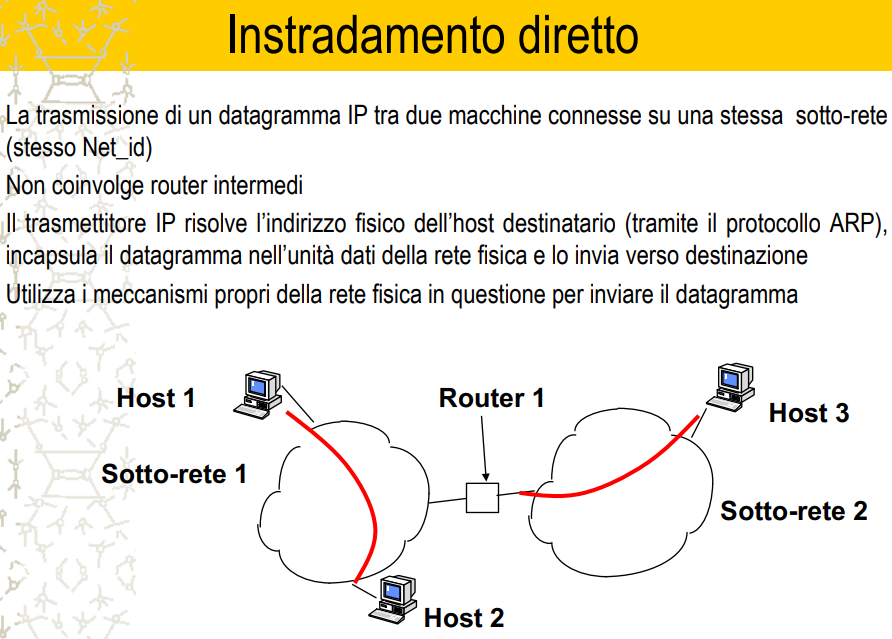 Instradamento diretto
La trasmissione di un datagramma IP tra due macchine connesse su una stessa sotto-rete
(stesso Net_id)
Non coinvolge router intermedi
Il trasmettitore IP risolve l'indirizzo fisico dell'host destinatario (tramite il protocollo ARP),
incapsula il datagramma nell'unità dati della rete fisica e lo invia verso destinazione
Utilizza i meccanismi propri della rete fisica in questione per inviare il datagramma
Host 1
Router 1
Host 3
Sotto-rete 1
Sotto-rete 2
Host 2